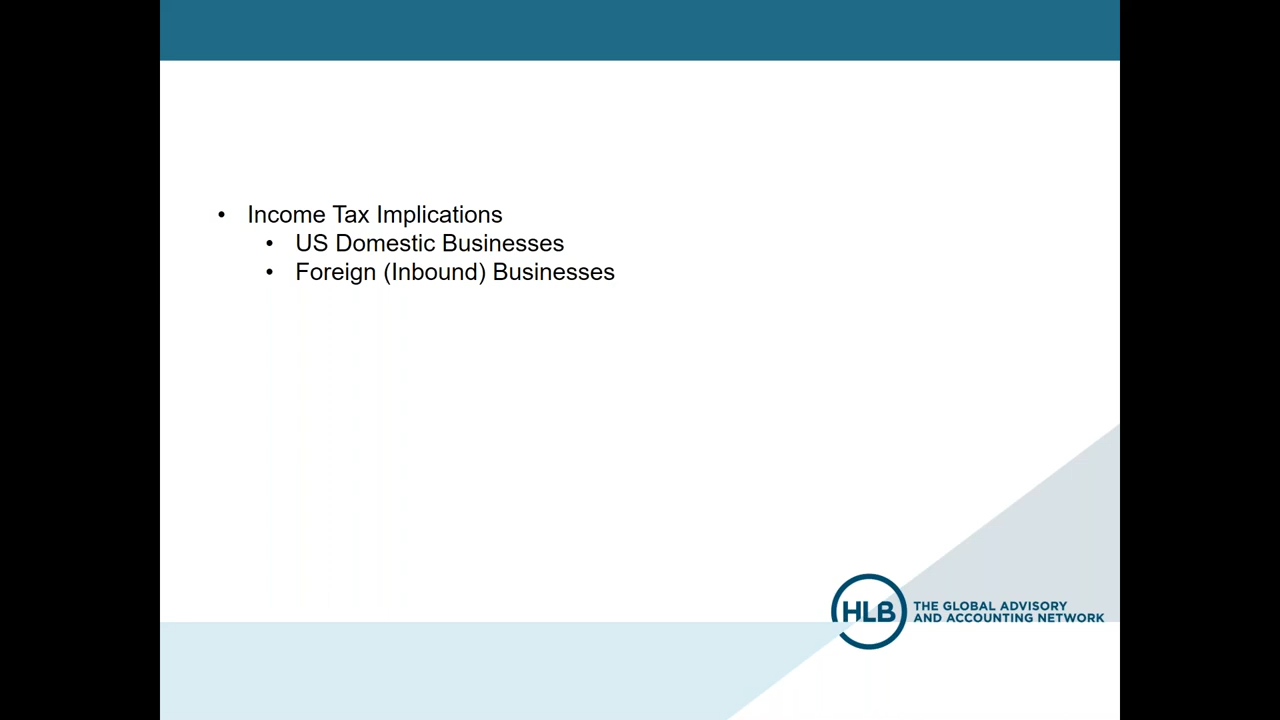 • Income Tax Implications
• US Domestic Businesses
• Foreign (Inbound) Businesses
HLB THE GLOBAL ADVISORY
AND ACCOUNTING NETWORK